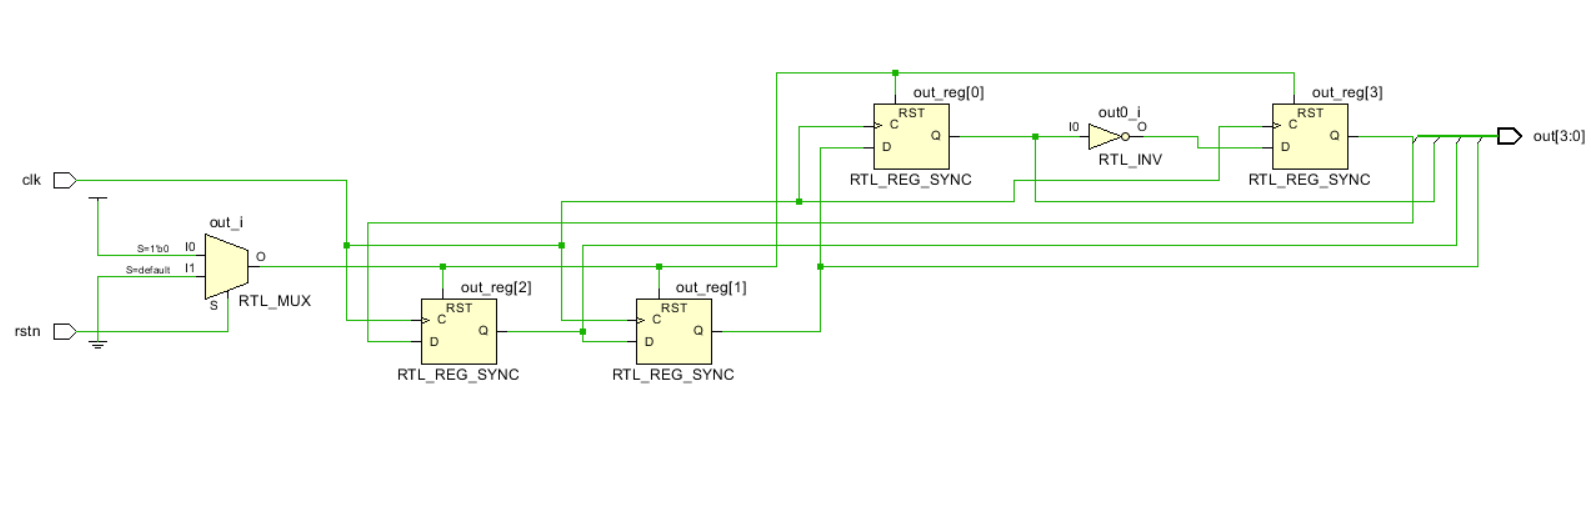 out_reg[0]
RST
C
D
Q
RTL_REG_SYNC
out0_i
I0
O
RTL_INV
out_reg[3]
RST
C
D
Q
RTL_REG_SYNC
out[3:0]
clk
out_i
S=1'b0
I0
S=default
I1
O
S
RTL_MUX
rstn
out_reg[2]
RST
C
D
Q
RTL_REG_SYNC
out_reg[1]
RST
C
D
Q
RTL_REG_SYNC